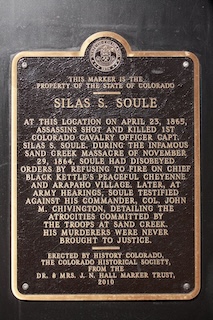 THIS MARKER IS THE
PROPERTY OF THE STATE OF COLORADO
SILAS S. SOULE
AT THIS LOCATION ON APRIL 23, 1865,
ASSASSINS SHOT AND KILLED 1ST
COLORADO CAVALRY OFFICER CAPT.
SILAS S. SOULE. DURING THE INFAMOUS
SAND CREEK MASSACRE OF NOVEMBER
29, 1864, SOULE HAD DISOBEYED
ORDERS BY REFUSING TO FIRE ON CHIEF
BLACK KETTLE'S PEACEFUL CHEYENNE
AND ARAPAHO VILLAGE. LATER, AT
ARMY HEARINGS, SOULE TESTIFIED
AGAINST HIS COMMANDER, COL. JOHN
M. CHIVINGTON, DETAILING THE
ATROCITIES COMMITTED BY
THE TROOPS AT SAND CREEK.
HIS MURDERERS WERE NEVER
BROUGHT TO JUSTICE.
ERECTED BY HISTORY COLORADO,
THE COLORADO HISTORICAL SOCIETY,
FROM THE
DR. & MRS. J. N. HALL MARKER TRUST,
2010